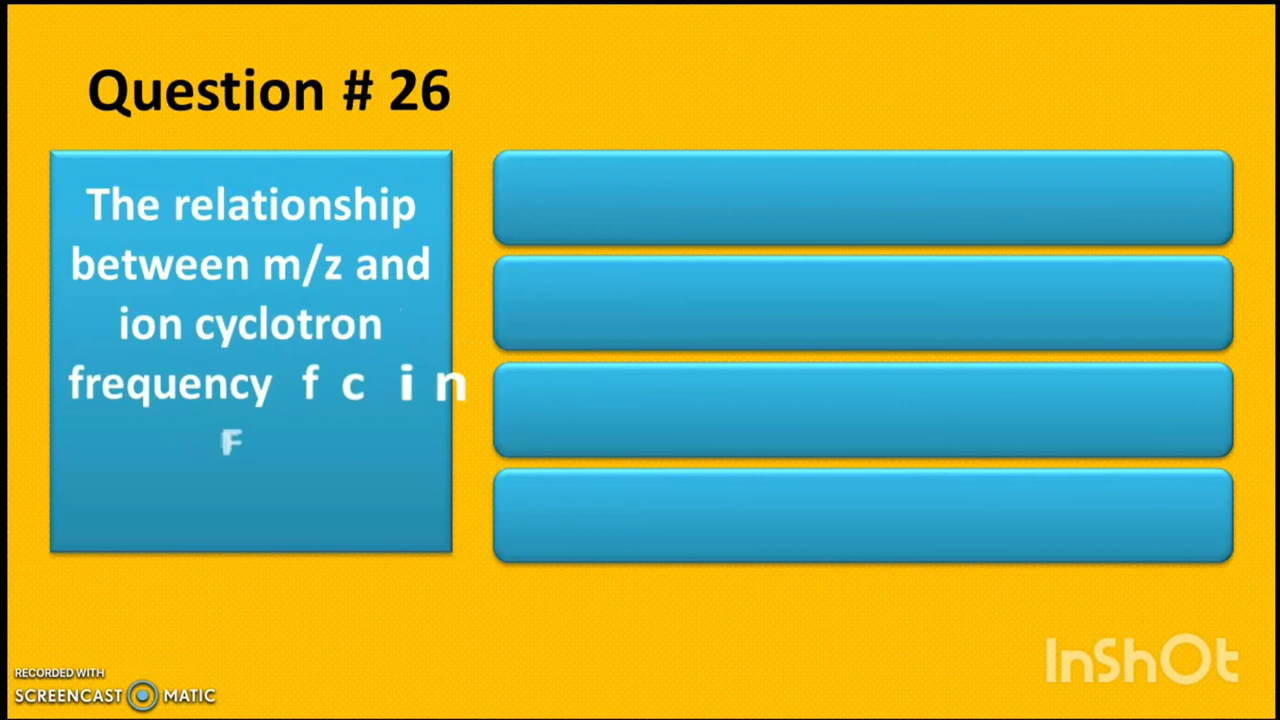 Question # 26
The relationship
between m/z and
ion cyclotron
frequency f c i n
F
InShOt
RECORDED WITH
SCREENCAST MATIC